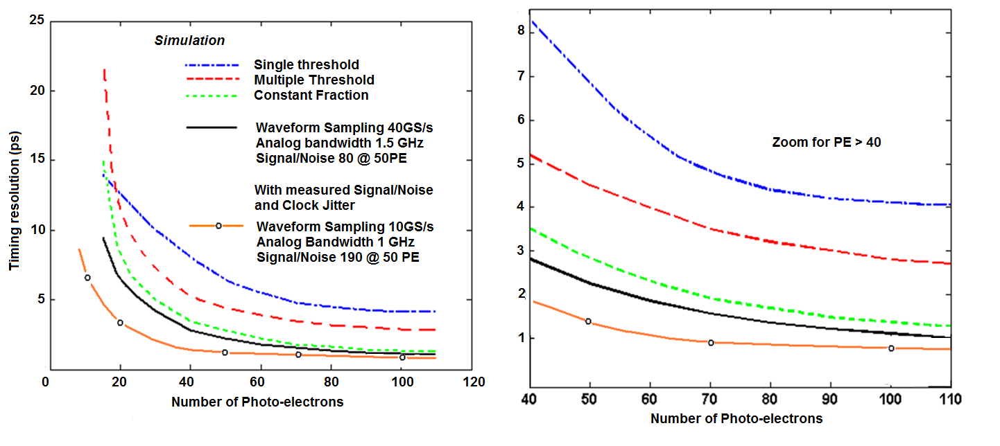 25
20
15
10
5
0
20
40
60
80
100
120
Timing resolution (ps)
Number of Photo-electrons
Simulation
Single threshold
Multiple Threshold
Constant Fraction
Waveform Sampling 40GS/s
Analog bandwidth 1.5 GHz
Signal/Noise 80 @ 50PE
With measured Signal/Noise
and Clock Jitter
Waveform Sampling 10GS/s
Analog Bandwidth 1 GHz
Signal/Noise 190 @ 50 PE
8
7
6
5
4
3
2
1
40
50
60
70
80
90
100
110
Zoom for PE > 40
Number of Photo-electrons